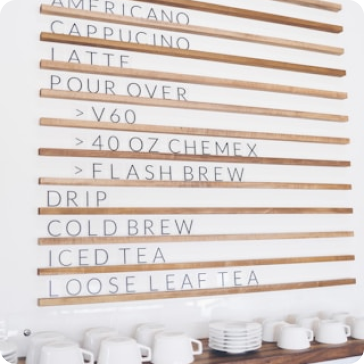 AMERICANO
CAPPUCINO
LATTE
POUR OVER
> V60
> 40 OZ CHEMEX
> FLASH BREW
DRIP
COLD BREW
ICED TEA
LOOSE LEAF TEA